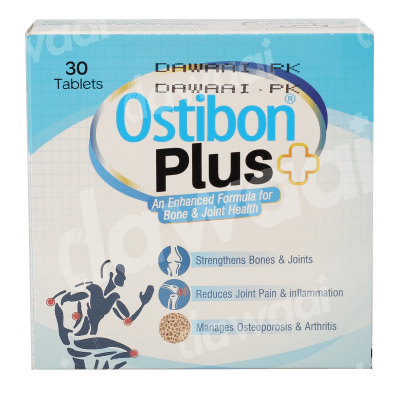 30
Tablets
DAWAAI.PK
DAWAAI.PK
Ostibon®
Plus
An Enhanced Formula for
Bone & Joint Health
Strengthens Bones & Joints
Reduces Joint Pain & inflammation
Manages Osteoporosis & Arthritis
dawaai